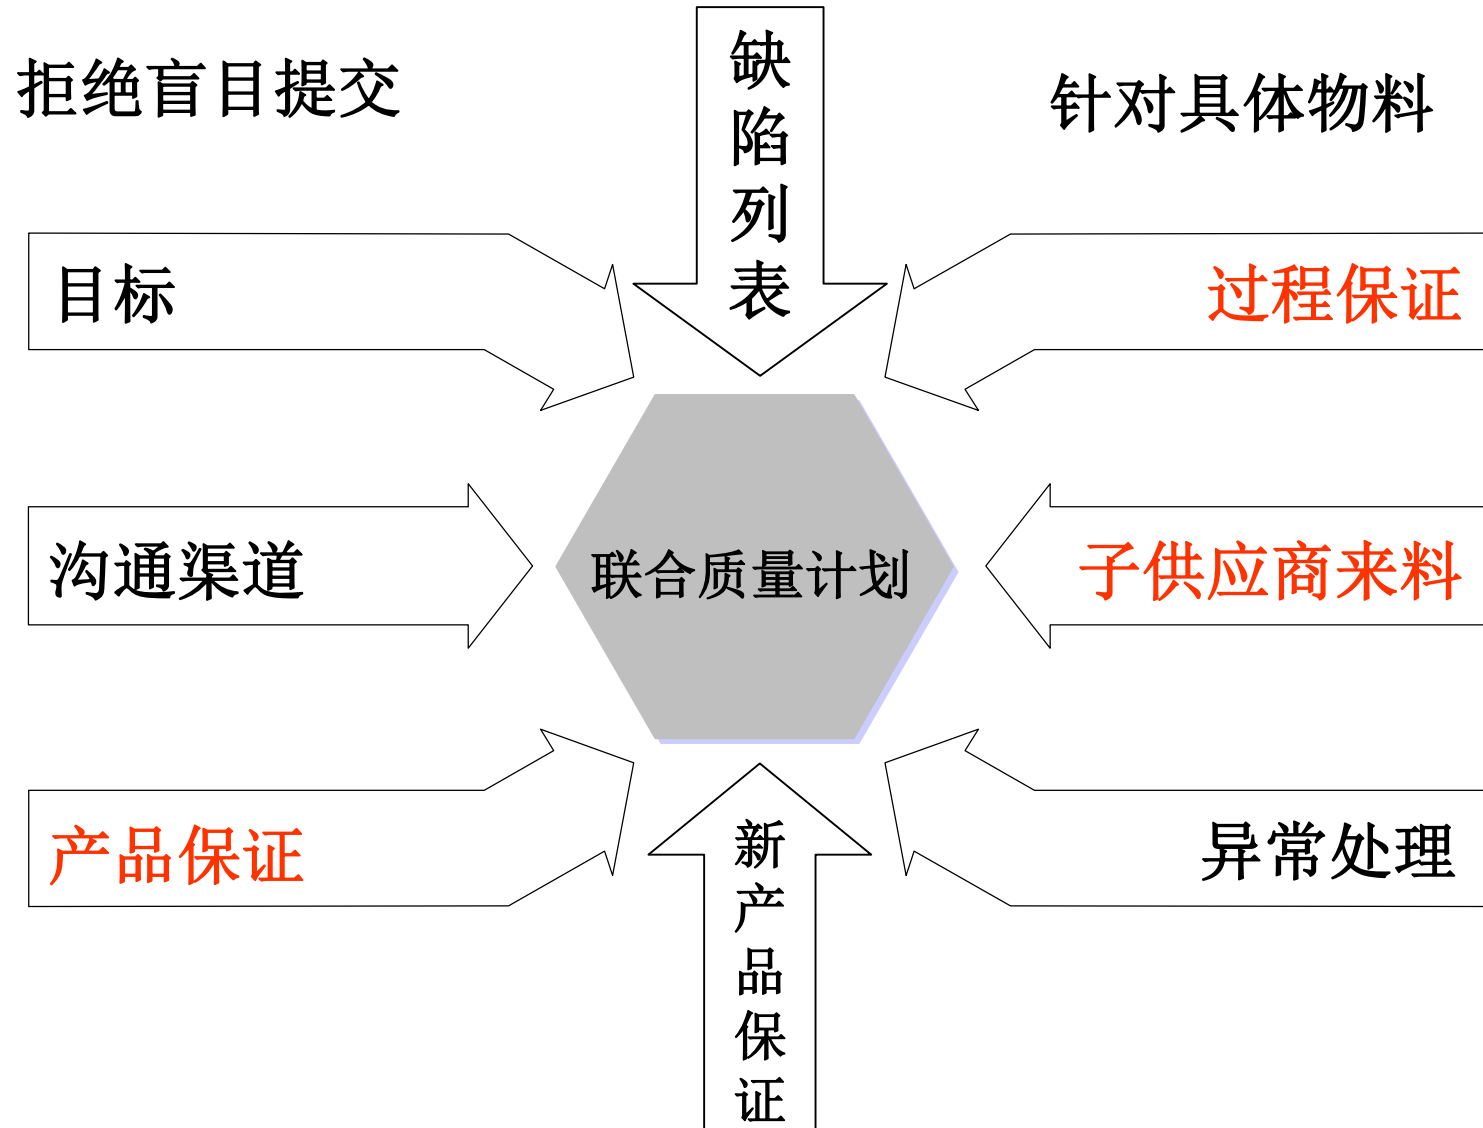 拒绝盲目提交
缺陷列表
针对具体物料
目标
过程保证
沟通渠道
联合质量计划
子供应商来料
产品保证
新产品保证
异常处理